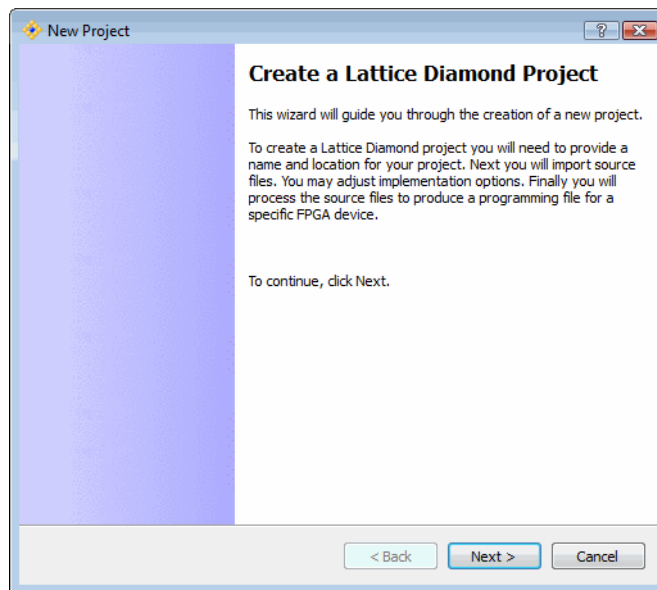 New Project
Create a Lattice Diamond Project
This wizard will guide you through the creation of a new project.
To create a Lattice Diamond project you will need to provide a
name and location for your project. Next you will import source
files. You may adjust implementation options. Finally you will
process the source files to produce a programming file for a
specific FPGA device.
To continue, click Next.
< Back
Next >
Cancel